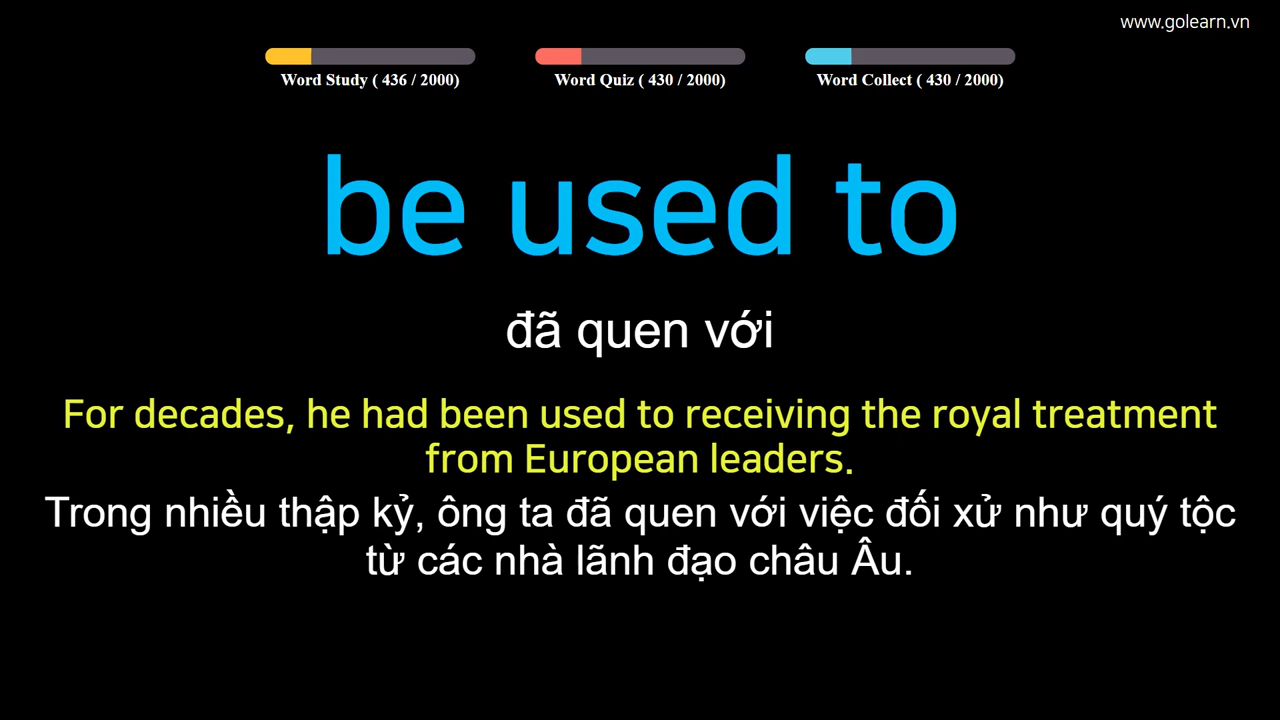 www.golearn.vn
Word Study ( 436 / 2000)
Word Quiz ( 430 / 2000)
Word Collect ( 430 / 2000)
be used to
đã quen với
For decades, he had been used to receiving the royal treatment
from European leaders.
Trong nhiều thập kỷ, ông ta đã quen với việc đối xử như quý tộc
từ các nhà lãnh đạo châu Âu.